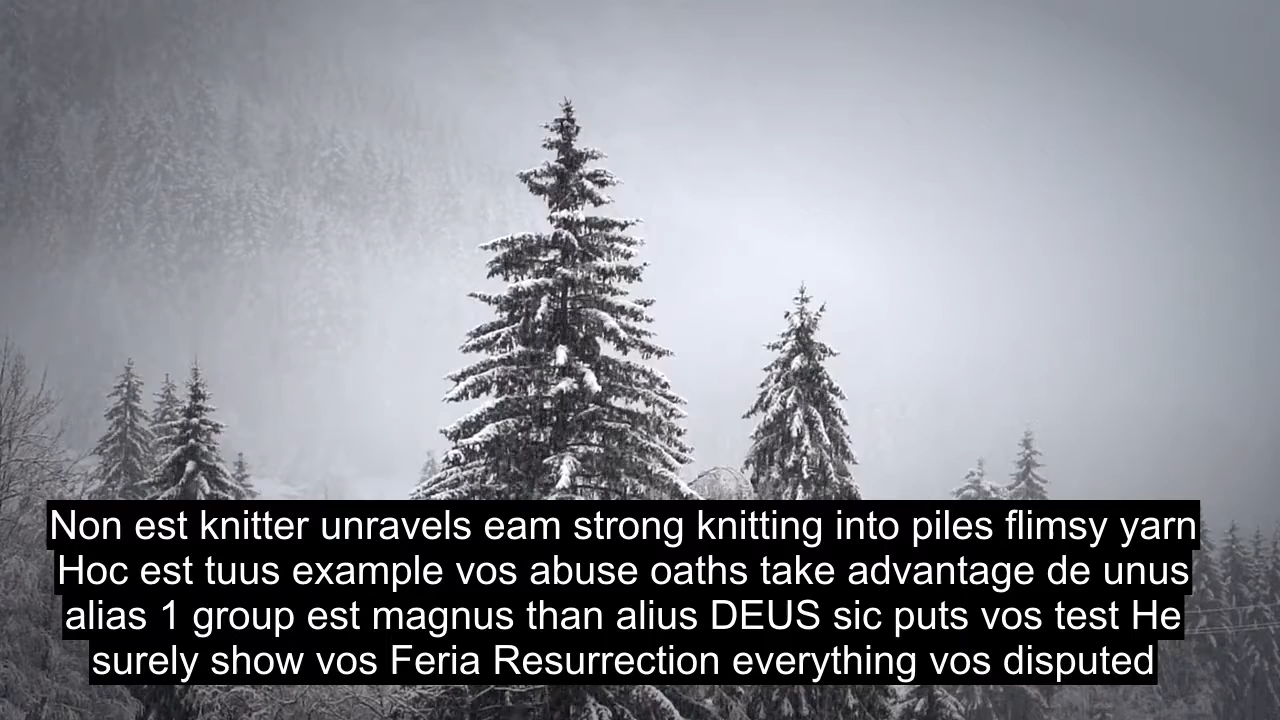 Non est knitter unravels eam strong knitting into piles flimsy yarn
Hoc est tuus example vos abuse oaths take advantage de unus
alias 1 group est magnus than alius DEUS sic puts vos test He
surely show vos Feria Resurrection everything vos disputed